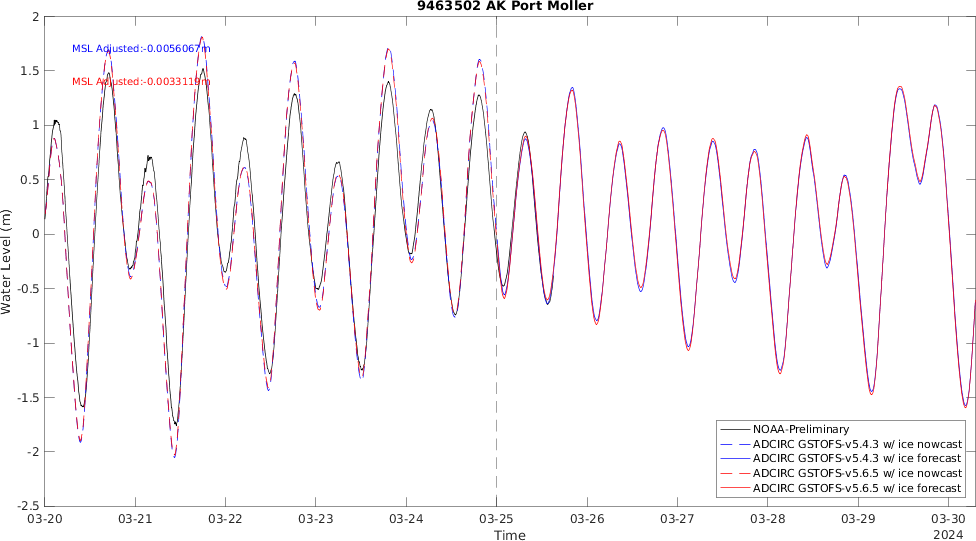 9463502 AK Port Moller
MSL Adjusted:-0.0056067m
MSL Adjusted:-0.0033119m
Water Level (m)
2
1.5
1
0.5
0
-0.5
-1
-1.5
-2
-2.5
NOAA-Preliminary
ADCIRC GSTOFS-v5.4.3 w/ ice nowcast
ADCIRC GSTOFS-v5.4.3 w/ ice forecast
ADCIRC GSTOFS-v5.6.5 w/ ice nowcast
ADCIRC GSTOFS-v5.6.5 w/ ice forecast
03-20 03-21 03-22 03-23 03-24 03-25 03-26 03-27 03-28 03-29 03-30
Time
2024